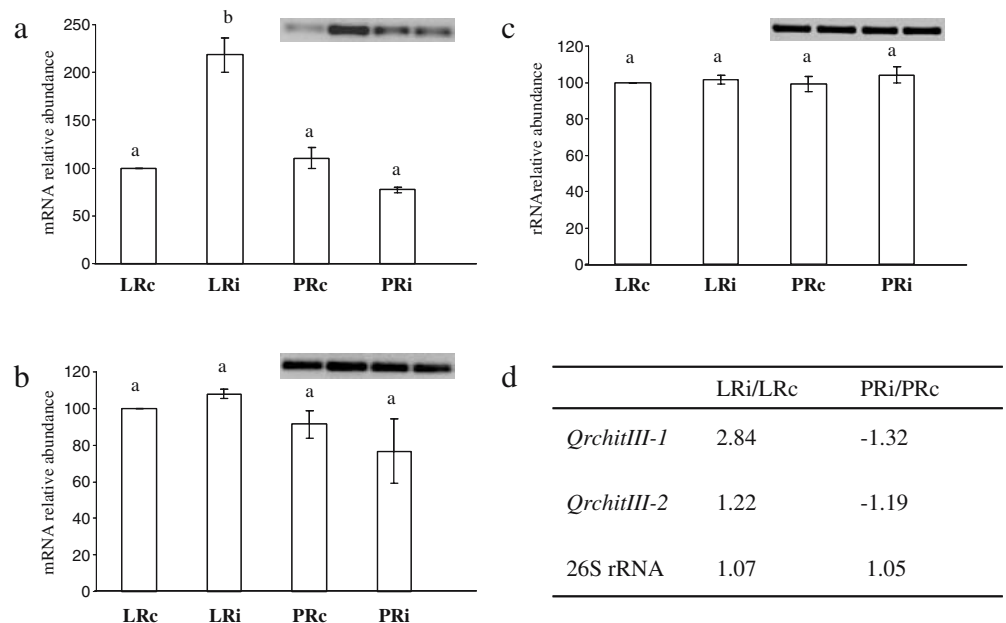 a
mRNA relative abundance
250
200
150
100
50
0
a
b
a
a
LRc LRi PRc PRi
c
rRNArelative abundance
120
100
80
60
40
20
0
a
a
a
a
LRc LRi PRc PRi
b
mRNA relative abundance
120
100
80
60
40
20
0
a
a
a
a
LRc LRi PRc PRi
d
LRi/LRc PRi/PRc
QrchitIII-1 2.84 -1.32
QrchitIII-2 1.22 -1.19
26S rRNA 1.07 1.05